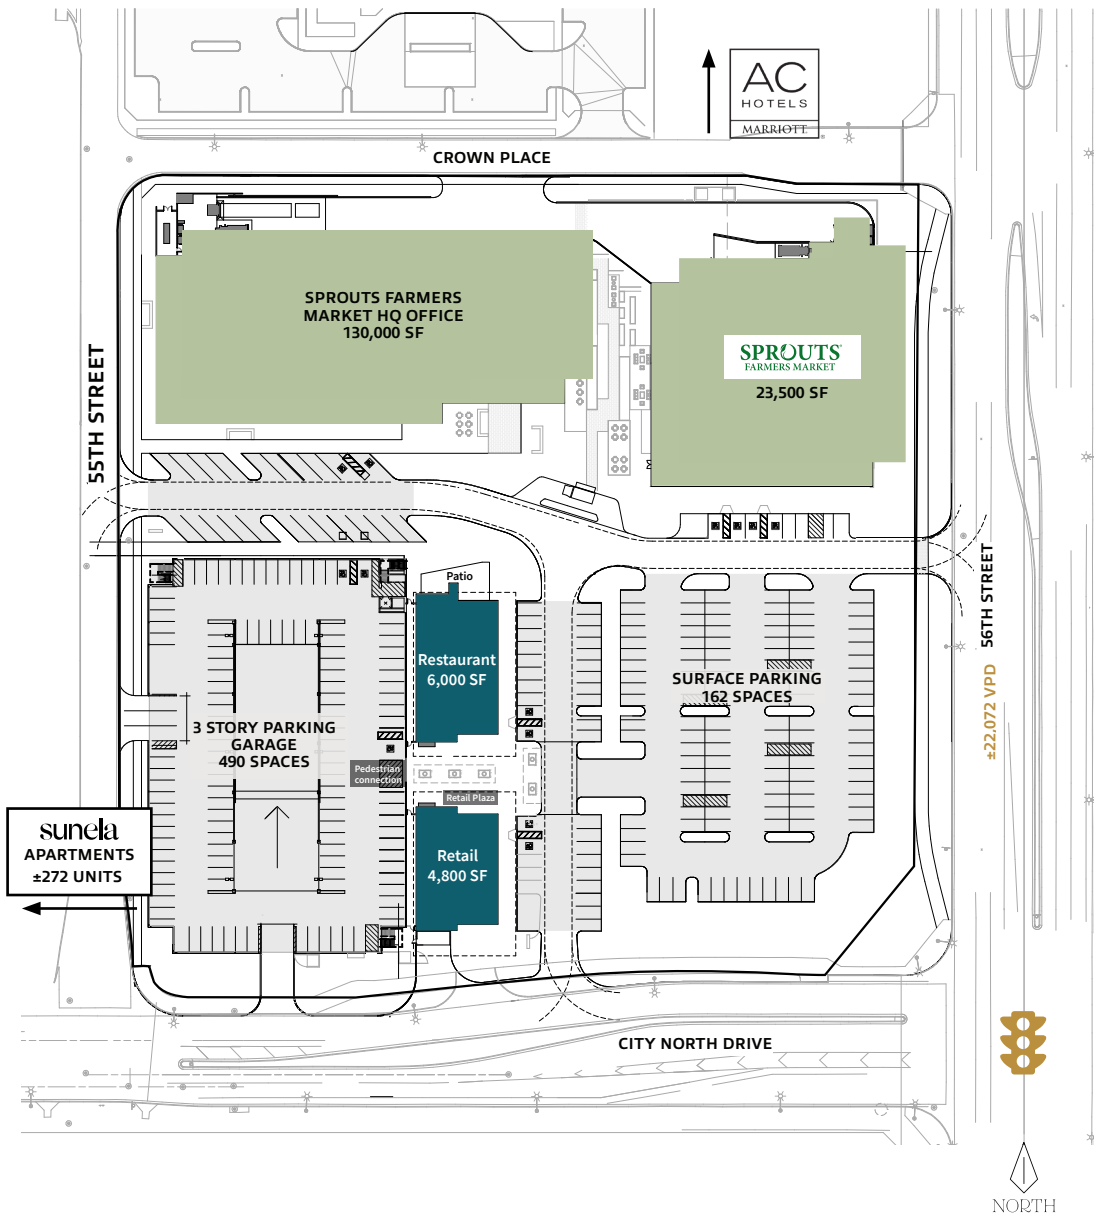 AC
HOTELS
MARRIOTT
CROWN PLACE
SPROUTS FARMERS
MARKET HQ OFFICE
130,000 SF
SPROUTS
FARMERS MARKET
23,500 SF
55TH STREET
56TH STREET
±22,072 VPD
Patio
Restaurant
6,000 SF
SURFACE PARKING
162 SPACES
3 STORY PARKING
GARAGE
490 SPACES
Pedestrian
connection
Retail Plaza
Retail
4,800 SF
sunela
APARTMENTS
±272 UNITS
CITY NORTH DRIVE
NORTH